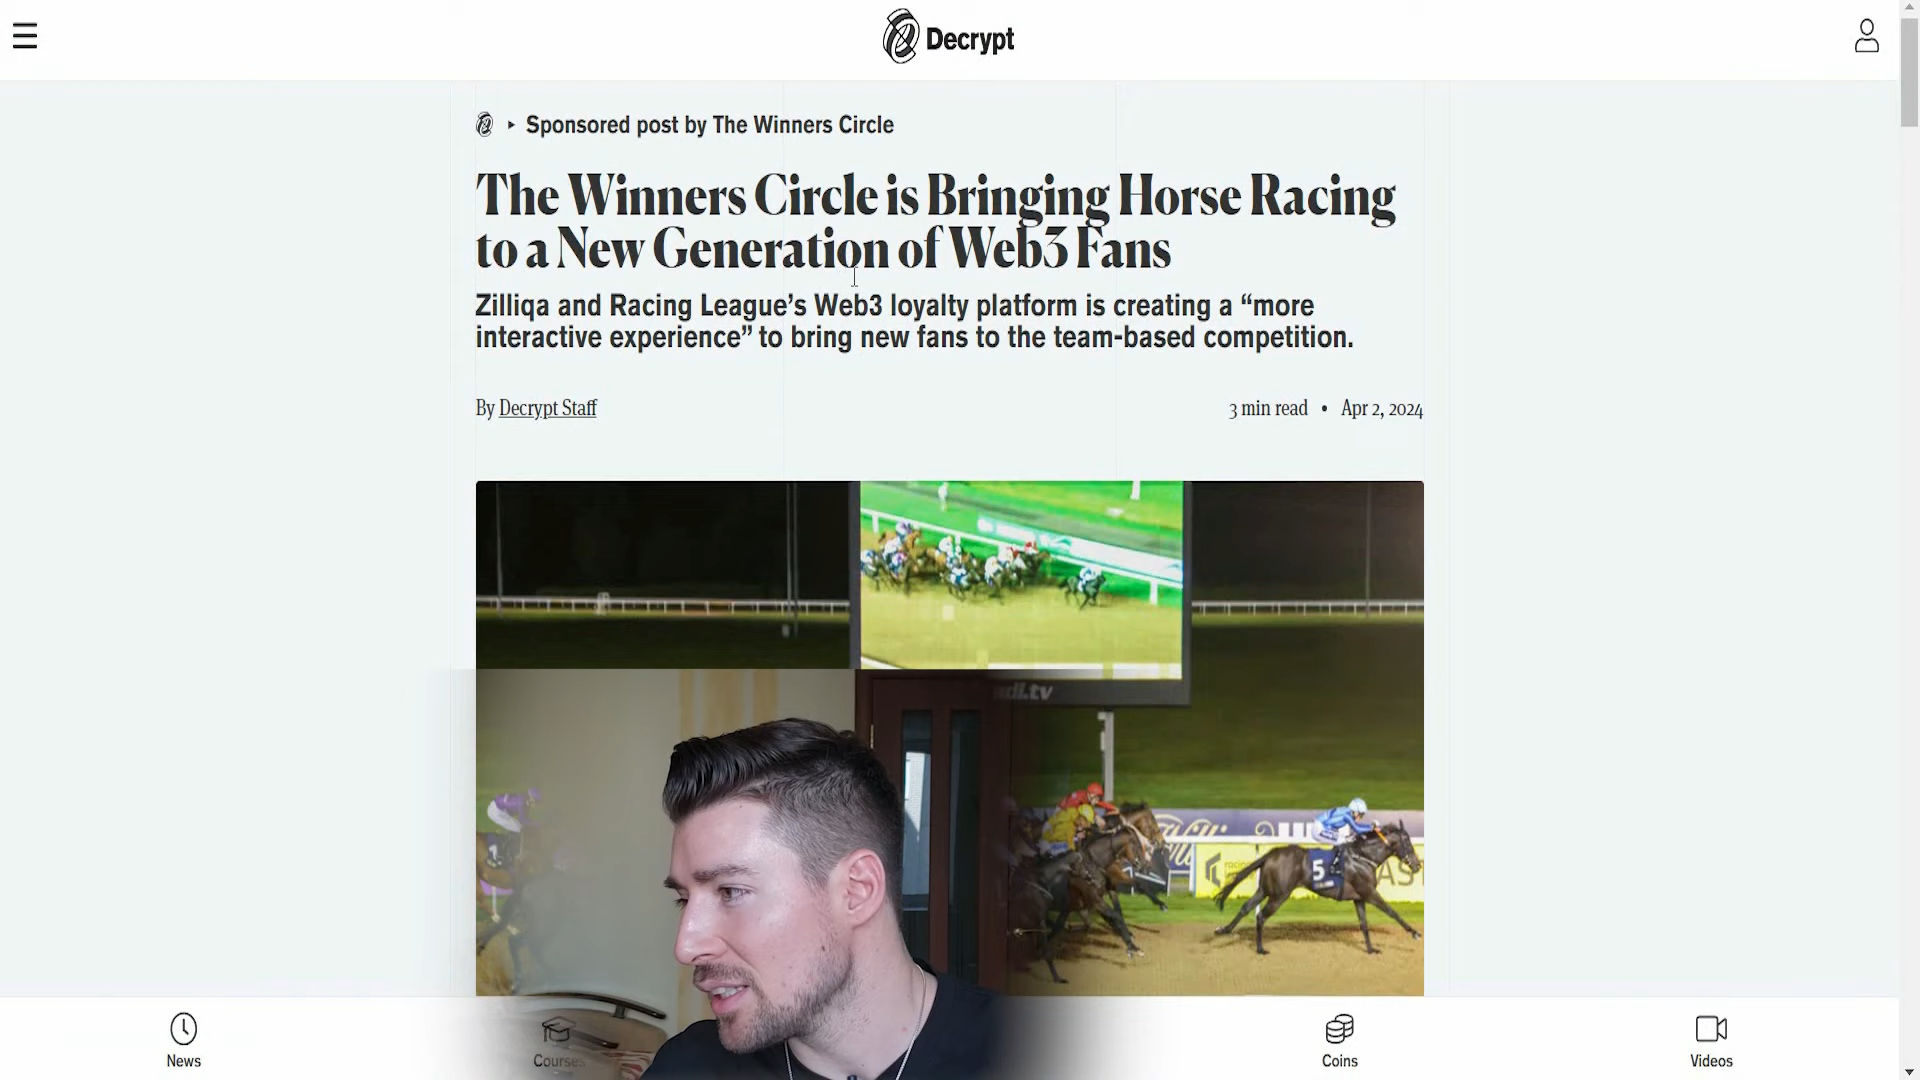 Decrypt
Sponsored post by The Winners Circle
The Winners Circle is Bringing Horse Racing
to a New Generation of Web3 Fans
Zilliqa and Racing League’s Web3 loyalty platform is creating a “more
interactive experience” to bring new fans to the team-based competition.
By Decrypt Staff
3 min read • Apr 2, 2024
5
News
Courses
Coins
Videos